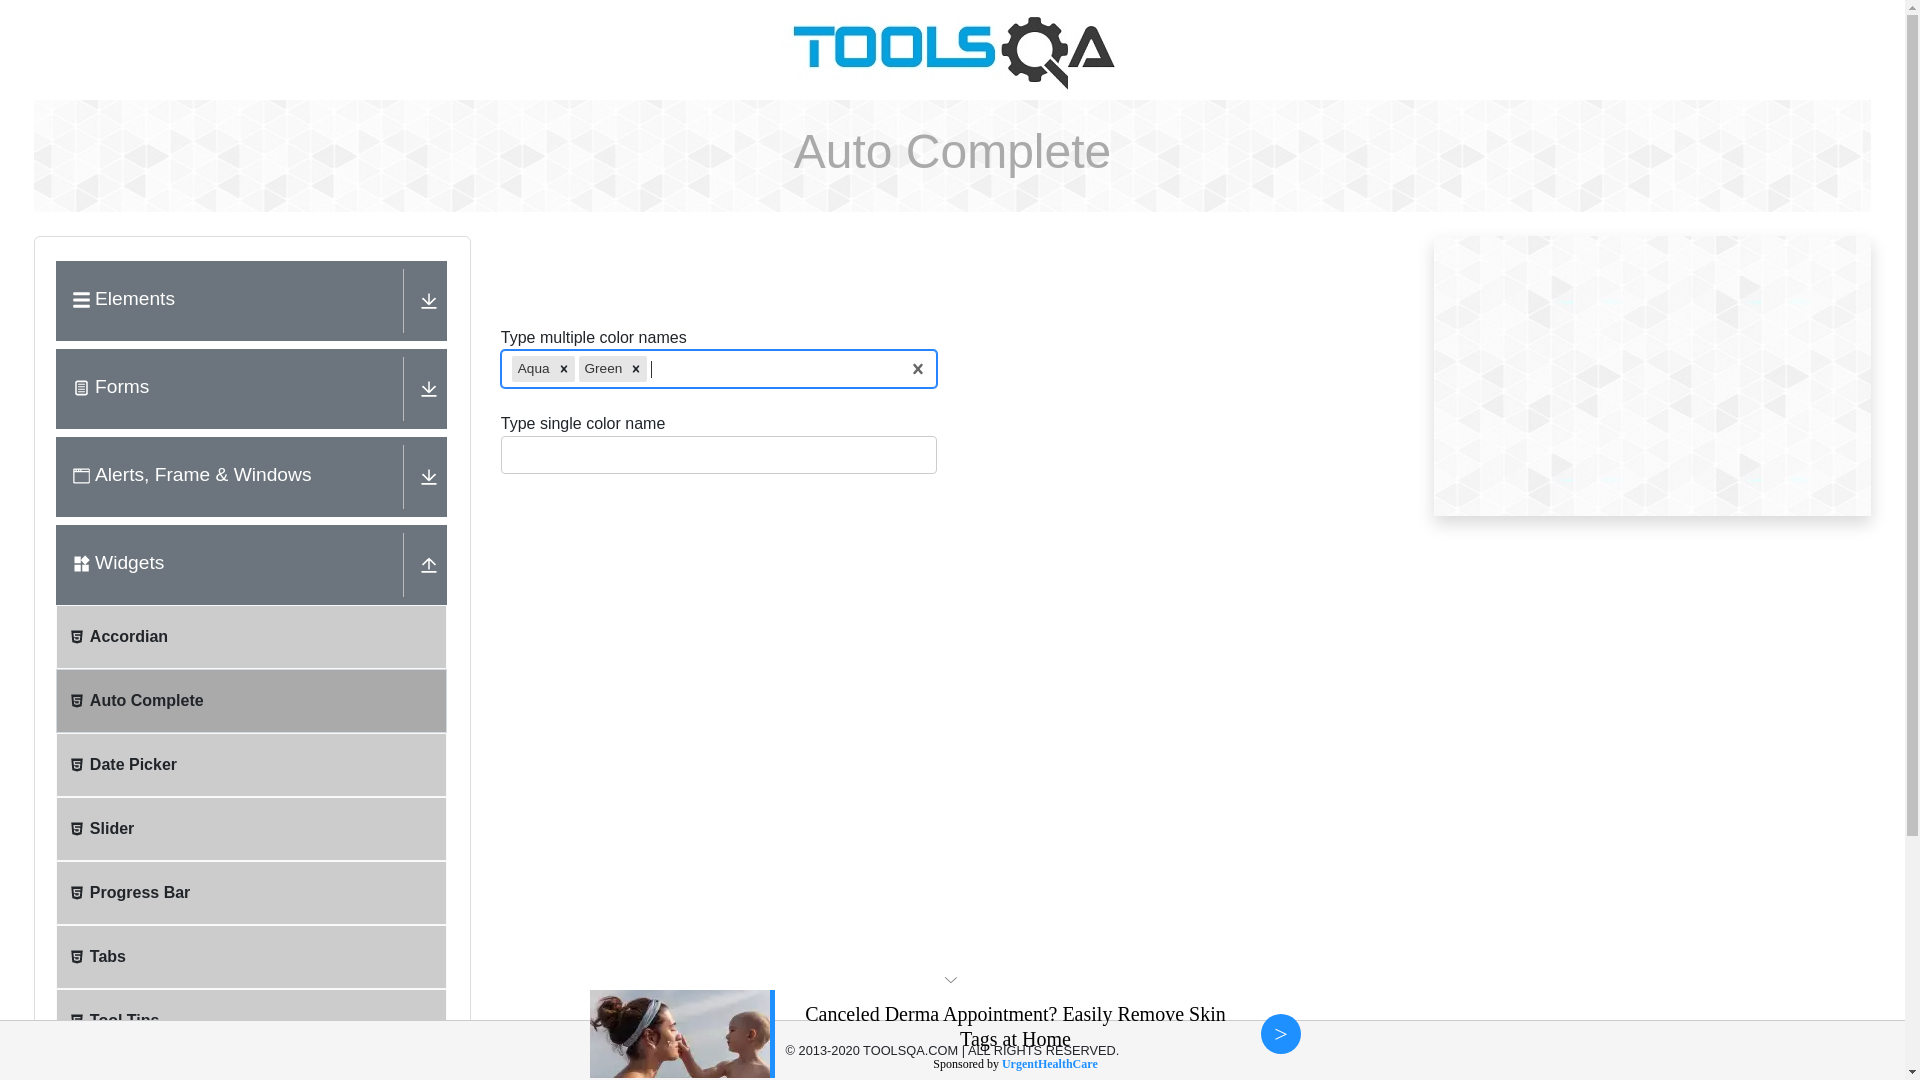 TOOLSQA
Auto Complete
Elements
Forms
Alerts, Frame & Windows
Widgets
Accordian
Auto Complete
Date Picker
Slider
Progress Bar
Tabs
Tool Tips
Type multiple color names
Aqua
Green
Type single color name
Canceled Derma Appointment? Easily Remove Skin
Tags at Home
Sponsored by UrgentHealthCare
>
© 2013-2020 TOOLSQA.COM | ALL RIGHTS RESERVED.